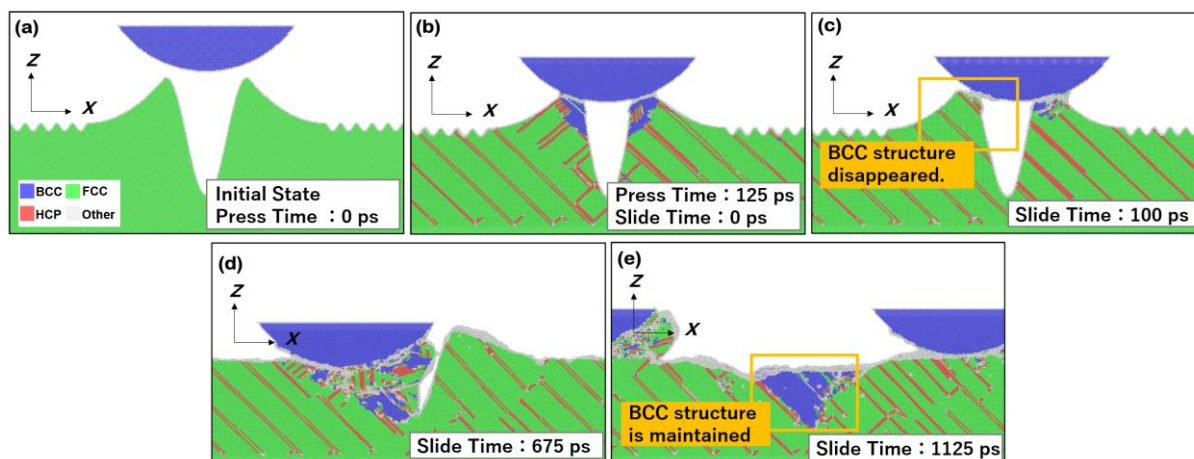 (a)
Z
X
BCC FCC
HCP Other
Initial State
Press Time ：0 ps
(b)
Z
X
Press Time：125 ps
Slide Time：0 ps
(c)
Z
X
BCC structure
disappeared.
Slide Time：100 ps
(d)
Z
X
Slide Time：675 ps
(e)
Z
X
BCC structure
is maintained
Slide Time：1125 ps